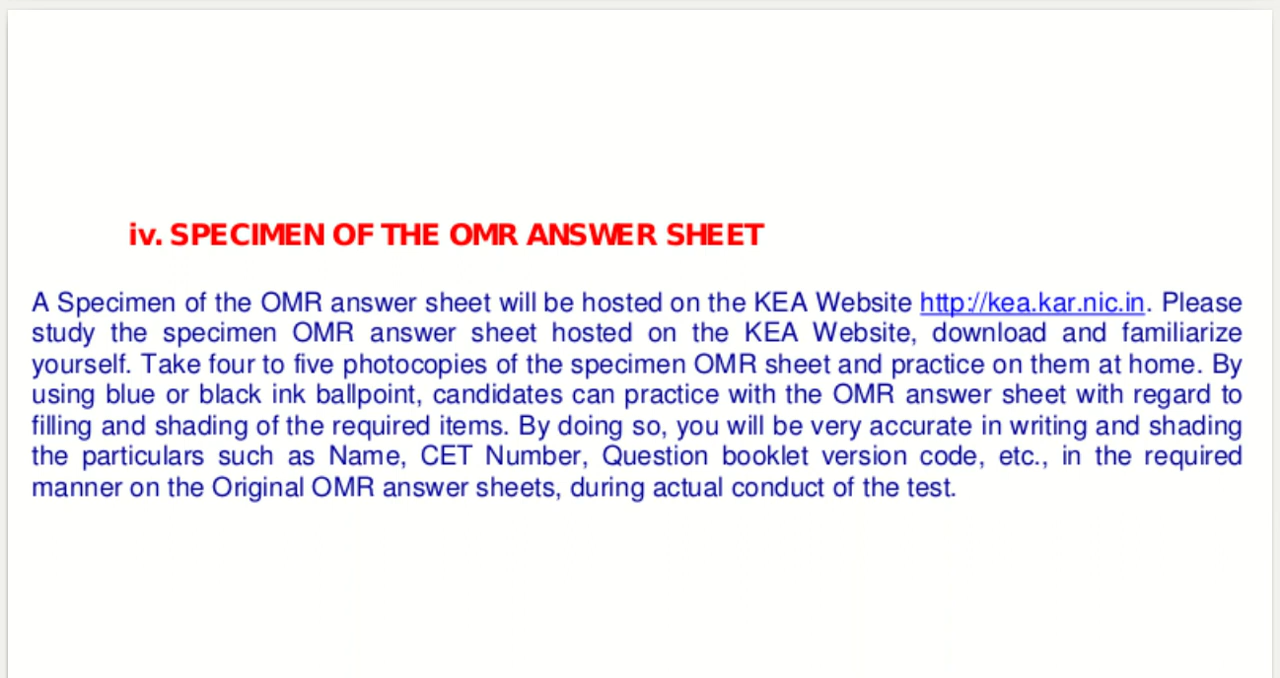 iv. SPECIMEN OF THE OMR ANSWER SHEET
A Specimen of the OMR answer sheet will be hosted on the KEA Website http://kea.kar.nic.in. Please
study the specimen OMR answer sheet hosted on the KEA Website, download and familiarize
yourself. Take four to five photocopies of the specimen OMR sheet and practice on them at home. By
using blue or black ink ballpoint, candidates can practice with the OMR answer sheet with regard to
filling and shading of the required items. By doing so, you will be very accurate in writing and shading
the particulars such as Name, CET Number, Question booklet version code, etc., in the required
manner on the Original OMR answer sheets, during actual conduct of the test.